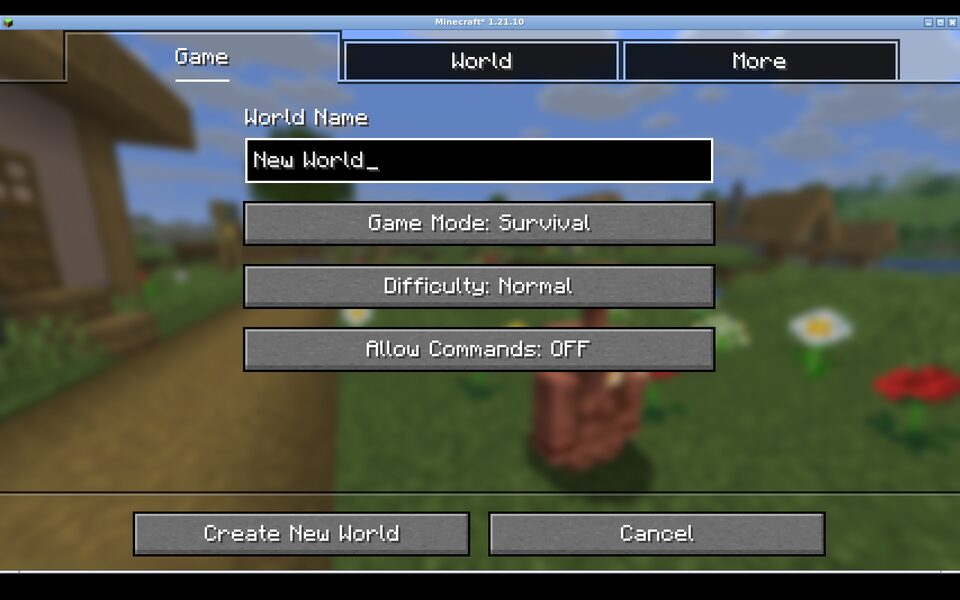 Minecraft* 1.21.10
Game
World
More
World Name
New World_
Game Mode: Survival
Difficulty: Normal
Allow Commands: OFF
Create New World
Cancel